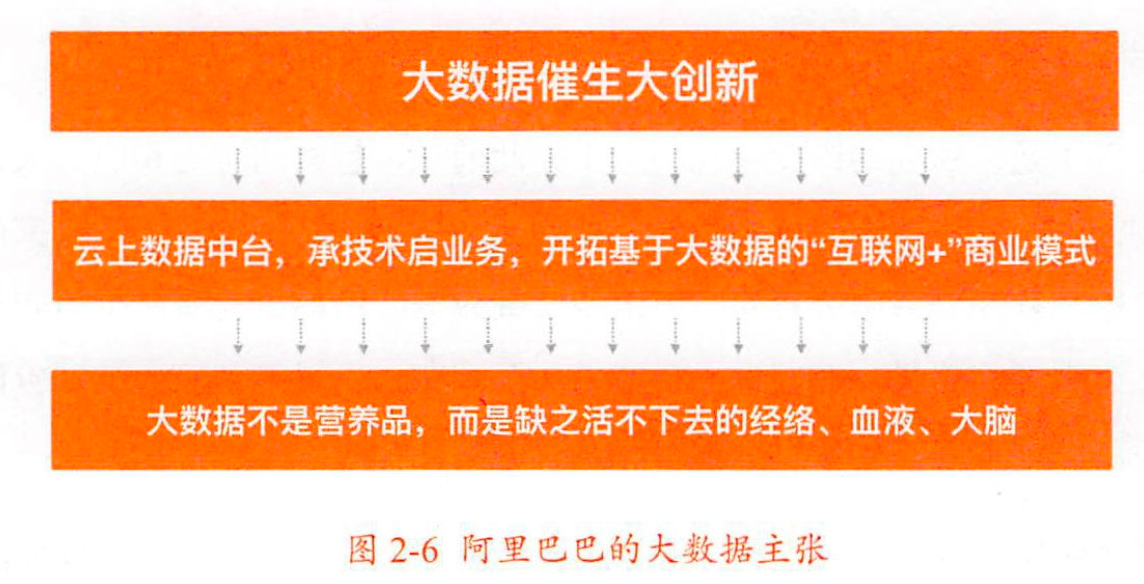 大数据催生大创新
云上数据中台，承技术启业务，开拓基于大数据的“互联网+”商业模式
大数据不是营养品，而是缺之活不下去的经络、血液、大脑
图 2-6 阿里巴巴的大数据主张